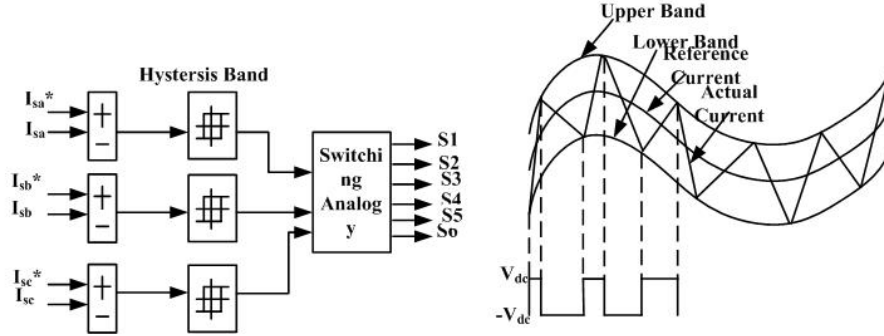 Hystersis Band
Isa*
Isa
+
−
Isb*
Isb
+
−
Isc*
Isc
+
−
Switchi
ng
Analog
y
S1
S2
S3
S4
S5
S6
Upper Band
Lower Band
Reference
Current
Actual
Current
Vdc
-Vdc